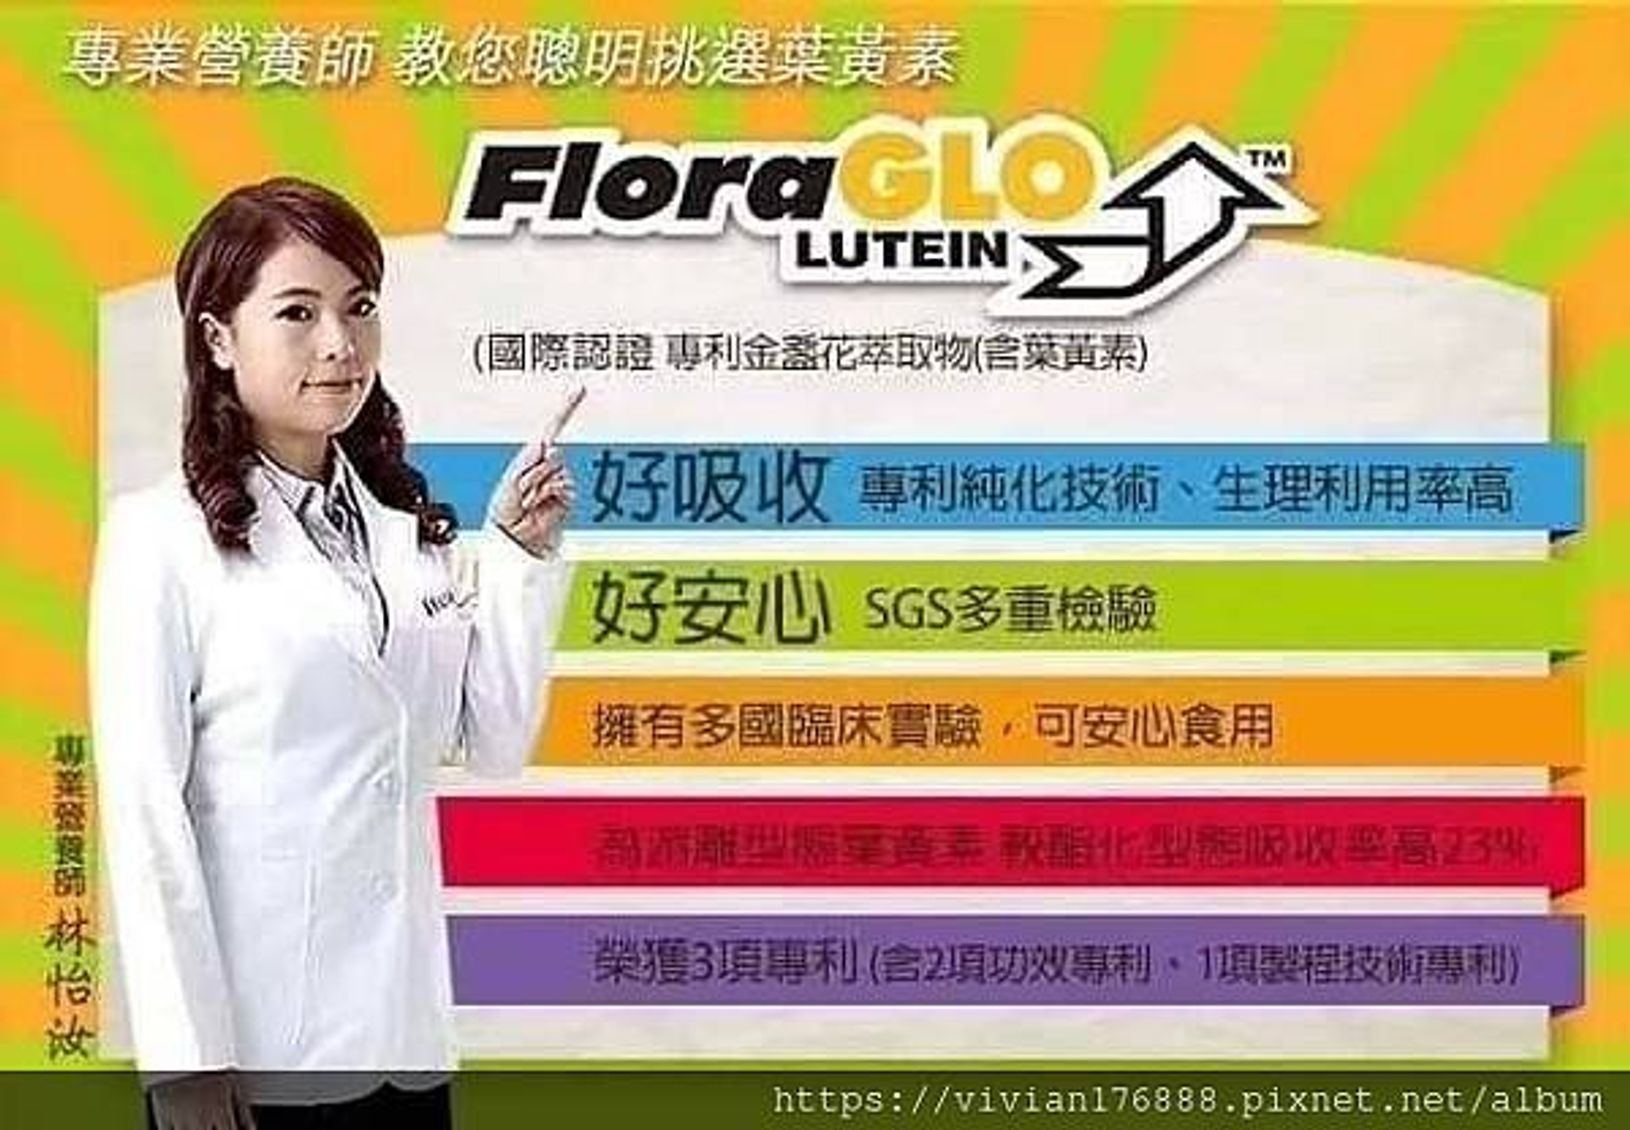 專業營養師 教您聰明挑選葉黃素
FloraGLO TM
LUTEIN
(國際認證 專利金盞花萃取物(含葉黃素)
好吸收 專利純化技術、生理利用率高
好安心 SGS多重檢驗
擁有多國臨床實驗，可安心食用
為游離型態葉黃素 較酯化型態吸收率高23%
榮獲3項專利(含2項功效專利、1項製程技術專利)
專業營養師 林怡汝
https://vivian176888.pixnet.net/album